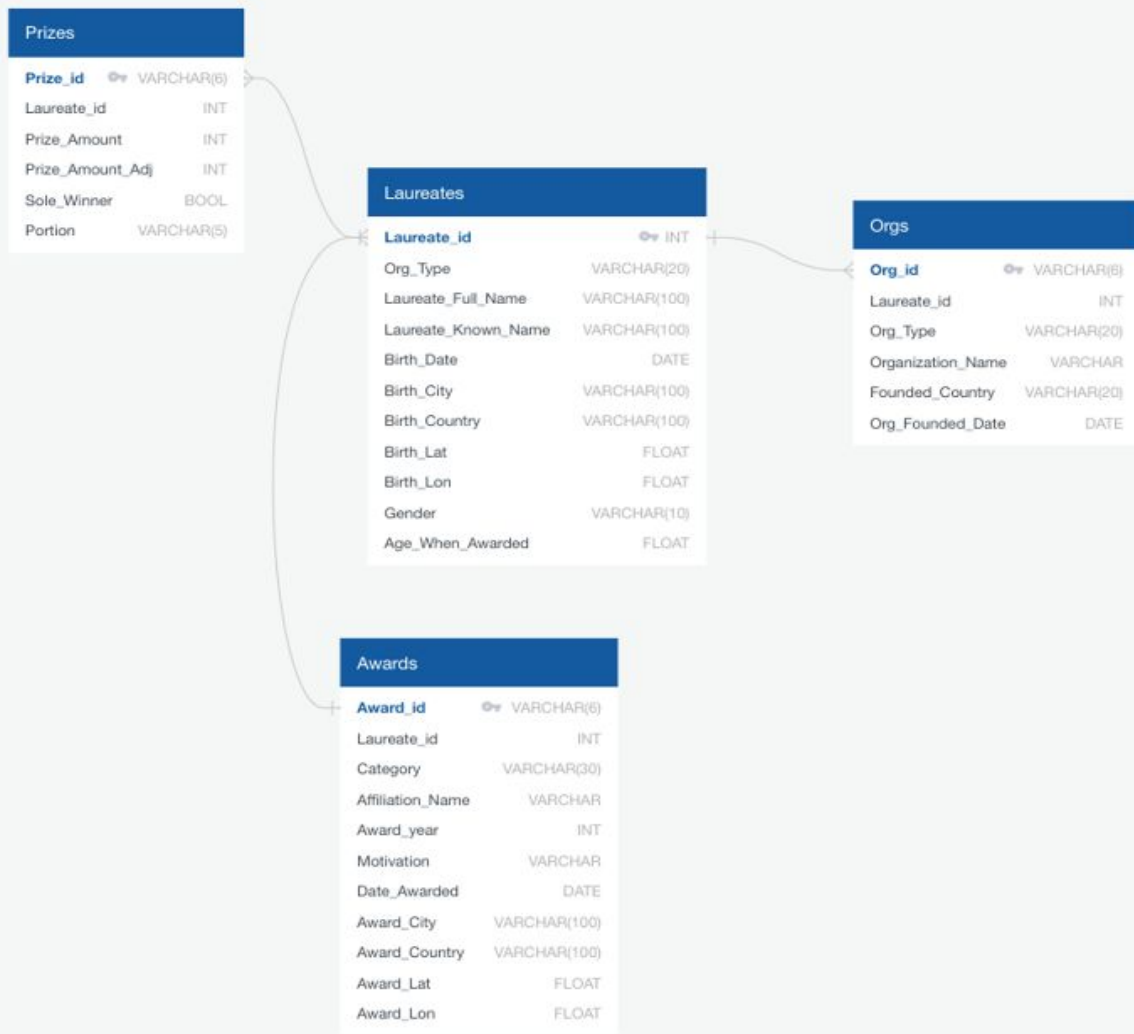 Prizes
Prize_id VARCHAR(6)
Laureate_id INT
Prize_Amount INT
Prize_Amount_Adj INT
Sole_Winner BOOL
Portion VARCHAR(5)
Laureates
Laureate_id INT
Org_Type VARCHAR(20)
Laureate_Full_Name VARCHAR(100)
Laureate_Known_Name VARCHAR(100)
Birth_Date DATE
Birth_City VARCHAR(100)
Birth_Country VARCHAR(100)
Birth_Lat FLOAT
Birth_Lon FLOAT
Gender VARCHAR(10)
Age_When_Awarded FLOAT
Orgs
Org_id VARCHAR(6)
Laureate_id INT
Org_Type VARCHAR(20)
Organization_Name VARCHAR
Founded_Country VARCHAR(20)
Org_Founded_Date DATE
Awards
Award_id VARCHAR(6)
Laureate_id INT
Category VARCHAR(30)
Affiliation_Name VARCHAR
Award_year INT
Motivation VARCHAR
Date_Awarded DATE
Award_City VARCHAR(100)
Award_Country VARCHAR(100)
Award_Lat FLOAT
Award_Lon FLOAT